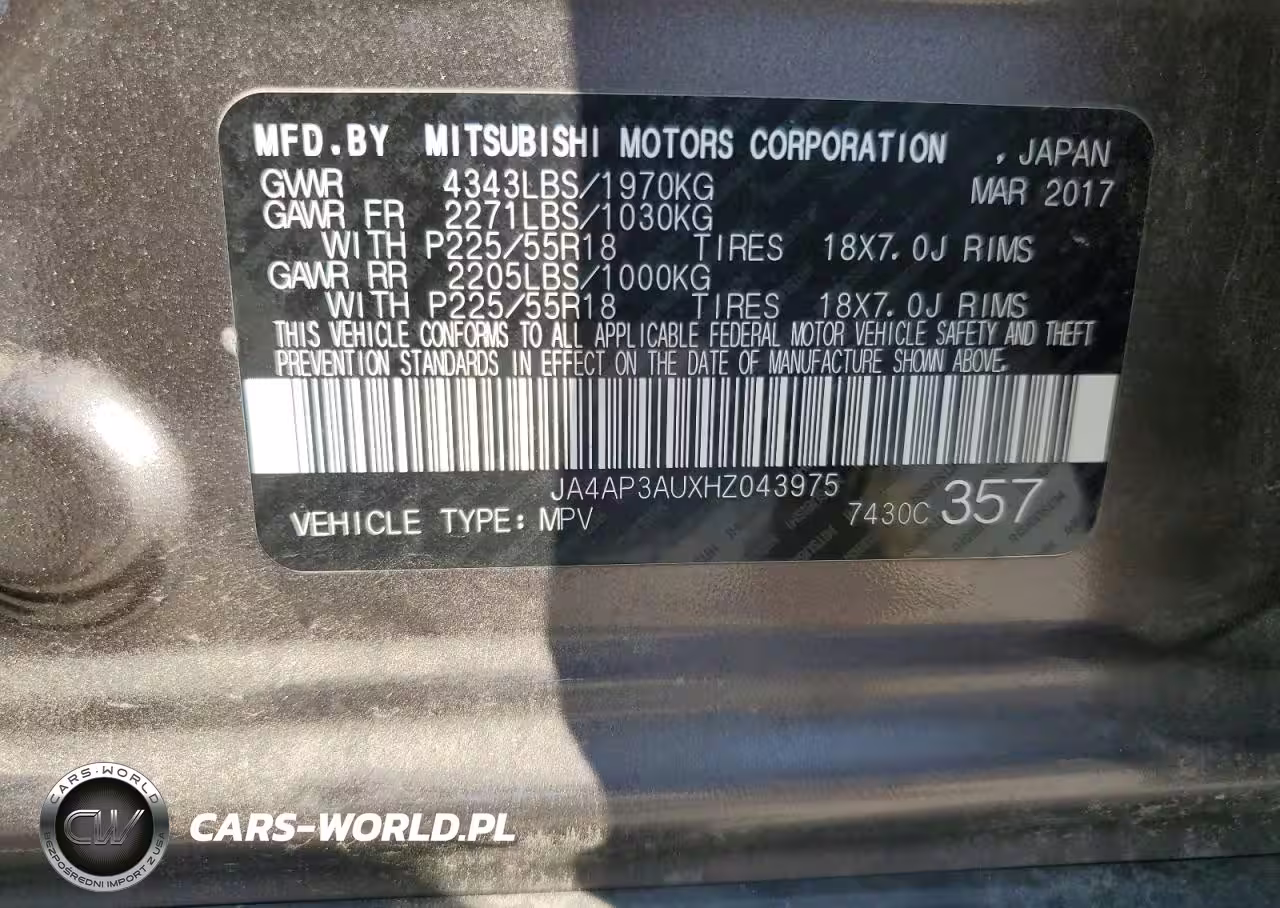 MFD.BY MITSUBISHI MOTORS CORPORATION , JAPAN
GVWR 4343LBS/1970KG MAR 2017
GAWR FR 2271LBS/1030KG
WITH P225/55R18 TIRES 18X7.0J RIMS
GAWR RR 2205LBS/1000KG
WITH P225/55R18 TIRES 18X7.0J RIMS
THIS VEHICLE CONFORMS TO ALL APPLICABLE FEDERAL MOTOR VEHICLE SAFETY AND THEFT
PREVENTION STANDARDS IN EFFECT ON THE DATE OF MANUFACTURE SHOWN ABOVE.
JA4AP3AUXHZ043975
VEHICLE TYPE: MPV 7430C 357
CARS-WORLD
CW
BEZPOŚREDNI IMPORT Z USA
CARS-WORLD.PL